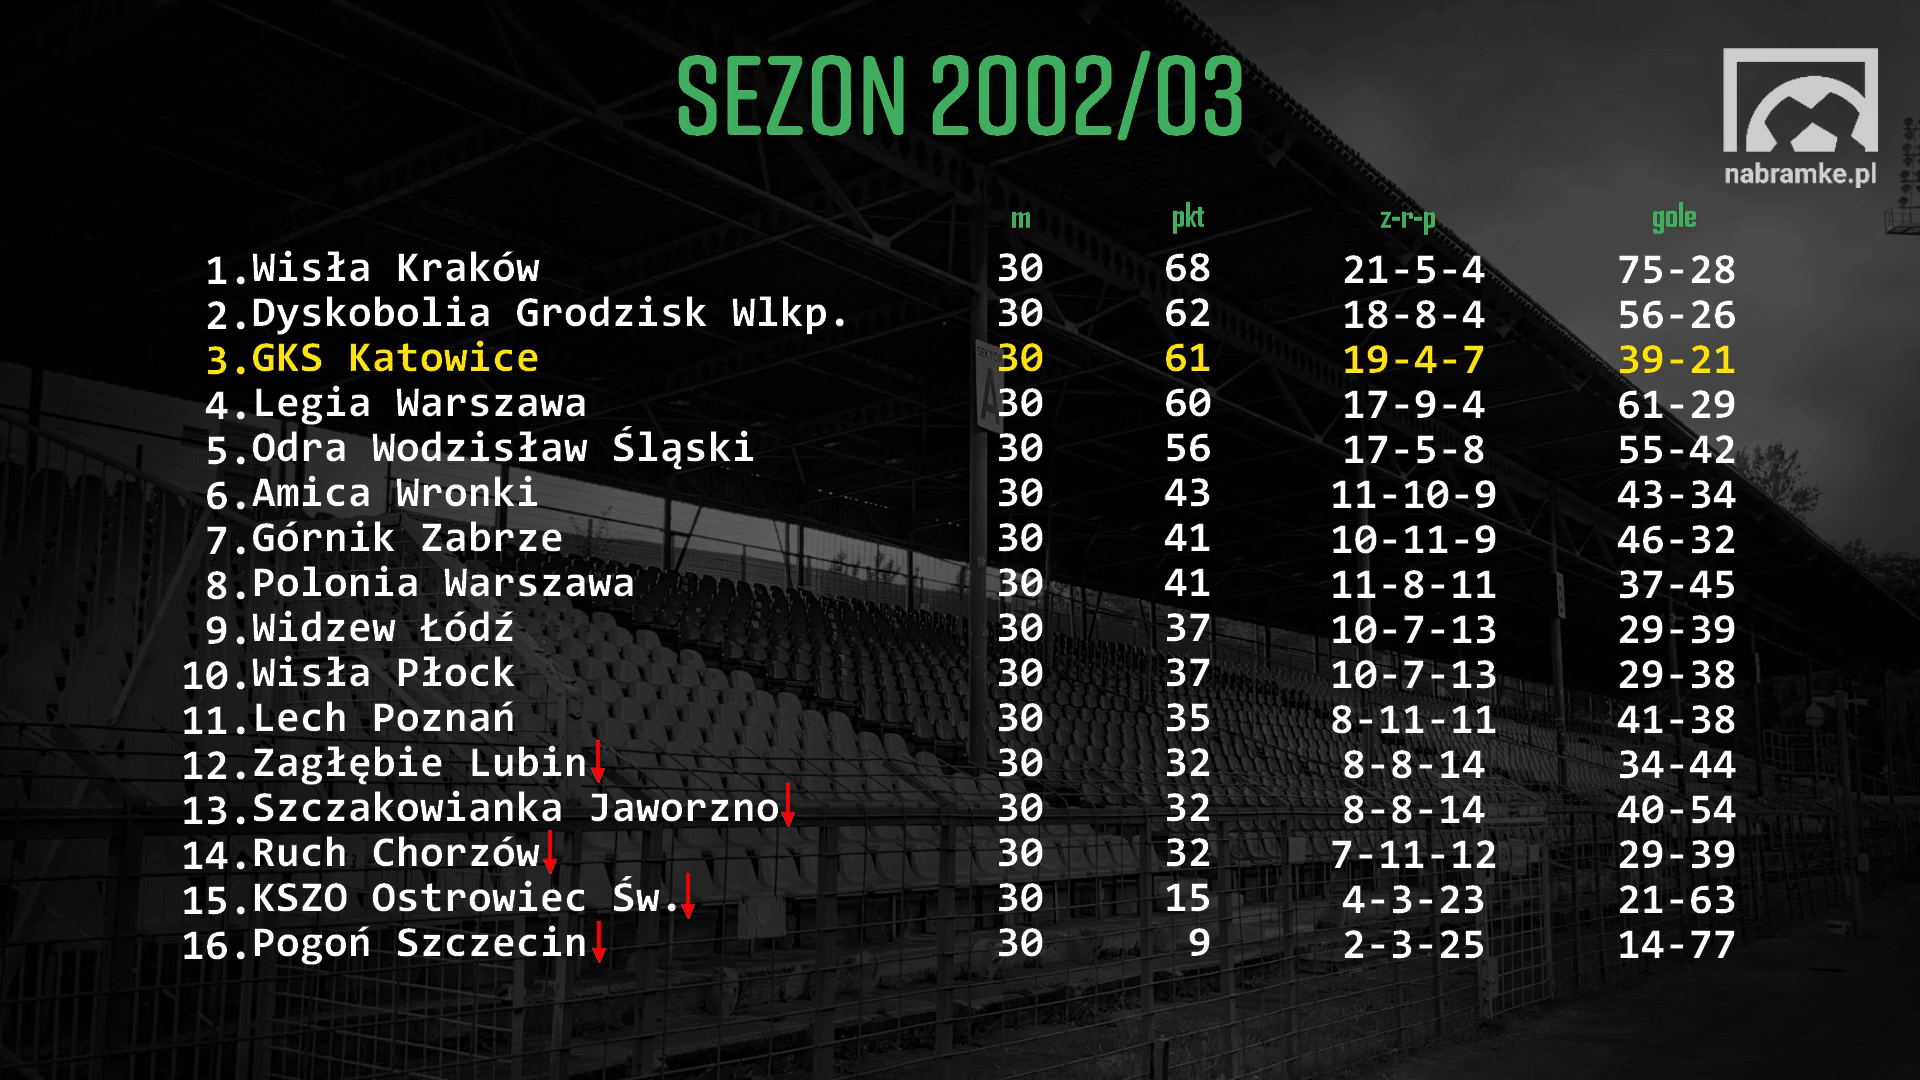 SEZON 2002/03
nabramke.pl
m pkt z-r-p gole
1. Wisła Kraków 30 68 21-5-4 75-28
2. Dyskobolia Grodzisk Wlkp. 30 62 18-8-4 56-26
3. GKS Katowice 30 61 19-4-7 39-21
4. Legia Warszawa 30 60 17-9-4 61-29
5. Odra Wodzisław Śląski 30 56 17-5-8 55-42
6. Amica Wronki 30 43 11-10-9 43-34
7. Górnik Zabrze 30 41 10-11-9 46-32
8. Polonia Warszawa 30 41 11-8-11 37-45
9. Widzew Łódź 30 37 10-7-13 29-39
10. Wisła Płock 30 37 10-7-13 29-38
11. Lech Poznań 30 35 8-11-11 41-38
12. Zagłębie Lubin 30 32 8-8-14 34-44
13. Szczakowianka Jaworzno 30 32 8-8-14 40-54
14. Ruch Chorzów 30 32 7-11-12 29-39
15. KSZO Ostrowiec Św. 30 15 4-3-23 21-63
16. Pogoń Szczecin 30 9 2-3-25 14-77